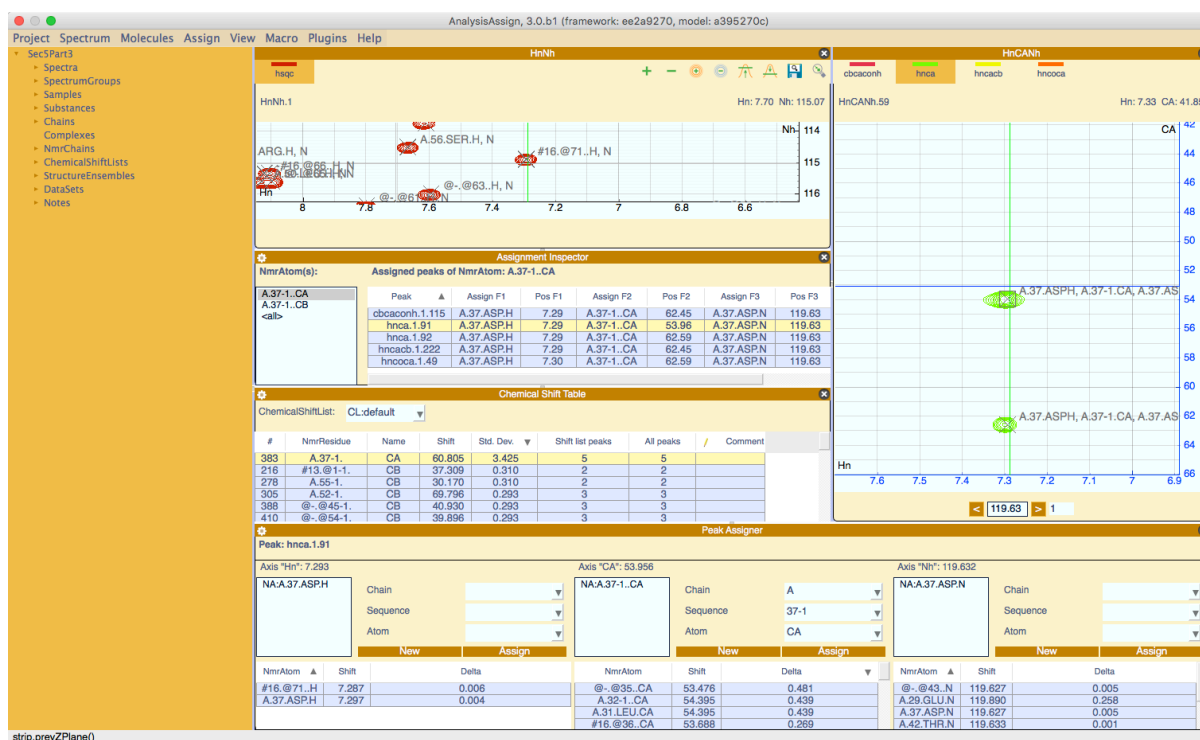 AnalysisAssign, 3.0.b1 (framework: ee2a9270, model: a395270c)
Project Spectrum Molecules Assign View Macro Plugins Help
Sec5Part3
Spectra
SpectrumGroups
Samples
Substances
Chains
Complexes
NmrChains
ChemicalShiftLists
StructureEnsembles
DataSets
Notes
HnNh
hsqc
HnNh.1
Hn: 7.70 Nh: 115.07
Nh 114
A.56.SER.H, N
ARG.H, N
#16.@71..H, N
115
#16.@66..H, N
@-.@63..H, N
Hn
116
8 7.8 7.6 7.4 7.2 7 6.8 6.6
HnCANh
cbcaconh hnca hncacb hncoca
HnCANh.59
Hn: 7.33 CA: 41.85
CA 42
44
46
48
50
52
A.37.ASPH, A.37-1.CA, A.37.AS
54
56
58
60
A.37.ASPH, A.37-1.CA, A.37.AS
62
64
Hn
66
7.6 7.5 7.4 7.3 7.2 7.1 7 6.9
< 119.63 > 1
Assignment Inspector
NmrAtom(s): Assigned peaks of NmrAtom: A.37-1..CA
A.37-1..CA
A.37-1..CB
<all>
Peak Assign F1 Pos F1 Assign F2 Pos F2 Assign F3 Pos F3
cbcaconh.1.115 A.37.ASP.H 7.29 A.37-1..CA 62.45 A.37.ASP.N 119.63
hnca.1.91 A.37.ASP.H 7.29 A.37-1..CA 53.96 A.37.ASP.N 119.63
hnca.1.92 A.37.ASP.H 7.29 A.37-1..CA 62.59 A.37.ASP.N 119.63
hncacb.1.222 A.37.ASP.H 7.29 A.37-1..CA 62.45 A.37.ASP.N 119.63
hncoca.1.49 A.37.ASP.H 7.30 A.37-1..CA 62.59 A.37.ASP.N 119.63
Chemical Shift Table
ChemicalShiftList: CL:default
# NmrResidue Name Shift Std. Dev. Shift list peaks All peaks / Comment
383 A.37-1. CA 60.805 3.425 5 5
216 #13.@1-1. CB 37.309 0.310 2 2
278 A.55-1. CB 30.170 0.310 2 2
305 A.52-1. CB 69.796 0.293 3 3
388 @-.@45-1. CB 40.930 0.293 3 3
410 @-.@54-1. CB 39.896 0.293 3 3
Peak Assigner
Peak: hnca.1.91
Axis "Hn": 7.293 Axis "CA": 53.956 Axis "Nh": 119.632
NA:A.37.ASP.H Chain NA:A.37-1..CA Chain A NA:A.37.ASP.N Chain
Sequence Sequence 37-1 Sequence
Atom Atom CA Atom
New Assign New Assign New Assign
NmrAtom Shift Delta NmrAtom Shift Delta NmrAtom Shift Delta
#16.@71..H 7.287 0.006 @-.@35..CA 53.476 0.481 @-.@43..N 119.627 0.005
A.37.ASP.H 7.297 0.004 A.32-1..CA 54.395 0.439 A.29.GLU.N 119.890 0.258
A.31.LEU.CA 54.395 0.439 A.37.ASP.N 119.627 0.005
#16.@36..CA 53.688 0.269 A.42.THR.N 119.633 0.001
strip.prevZPlane()